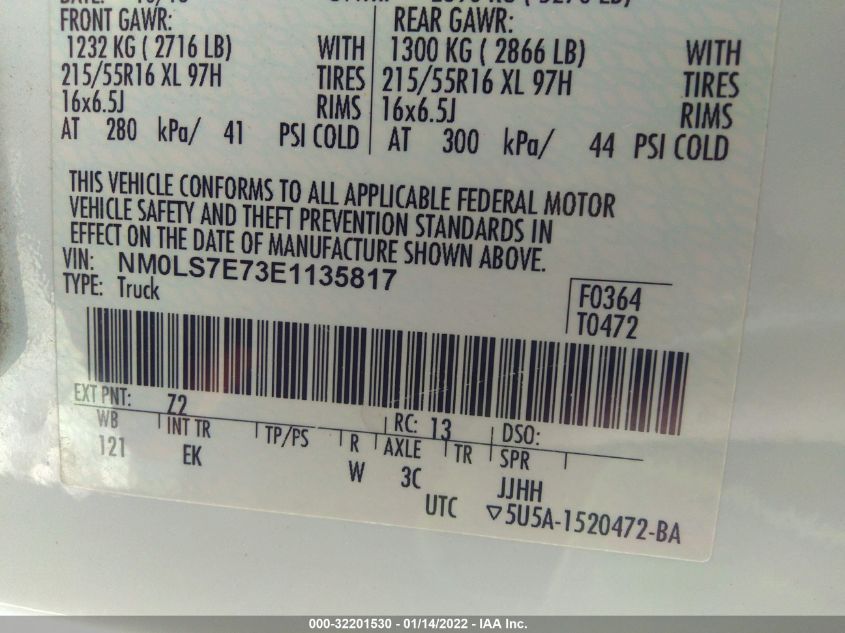 FRONT GAWR: REAR GAWR:
1232 KG ( 2716 LB) WITH 1300 KG ( 2866 LB) WITH
215/55R16 XL 97H TIRES 215/55R16 XL 97H TIRES
16x6.5J RIMS 16x6.5J RIMS
AT 280 kPa/ 41 PSI COLD AT 300 kPa/ 44 PSI COLD
THIS VEHICLE CONFORMS TO ALL APPLICABLE FEDERAL MOTOR
VEHICLE SAFETY AND THEFT PREVENTION STANDARDS IN
EFFECT ON THE DATE OF MANUFACTURE SHOWN ABOVE.
VIN: NM0LS7E73E1135817
TYPE: Truck
F0364
T0472
EXT PNT: 72 RC: 13 DSO:
WB INT TR TP/PS R AXLE TR SPR
121 EK W 3C JJHH
UTC ▽5U5A-1520472-BA
000-32201530 - 01/14/2022 - IAA Inc.